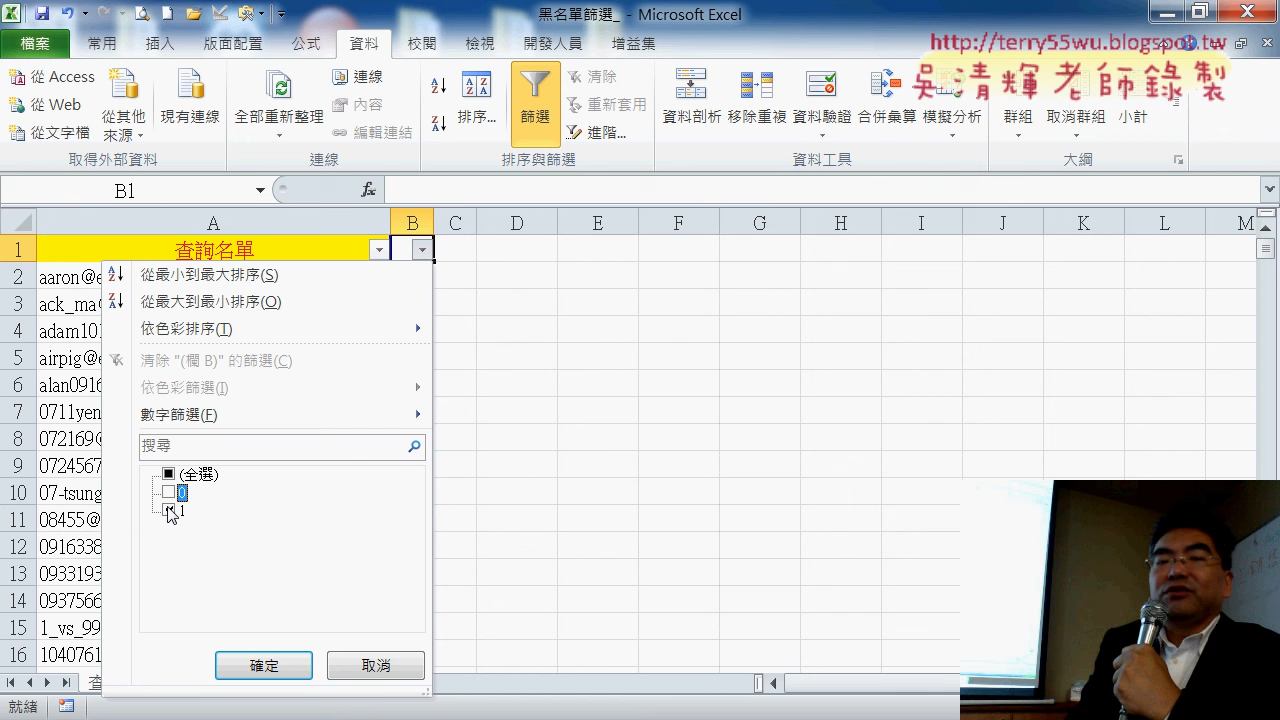 黑名單篩選_ - Microsoft Excel
檔案 常用 插入 版面配置 公式 資料 校閱 檢視 開發人員 增益集
http://terry55wu.blogspot.tw
吳清輝老師錄製
從 Access
從 Web
從文字檔
從其他
來源
現有連線
全部重新整理
連線
內容
編輯連結
排序...
篩選
清除
重新套用
進階...
資料剖析 移除重複 資料驗證 合併彙算 模擬分析
群組 取消群組 小計
取得外部資料 連線 排序與篩選 資料工具 大綱
B1 fx
A B C D E F G H I J K L M
1 查詢名單
2 aaron@e
3 ack_ma
4 adam101
5 airpig@e
6 alan0916
7 0711yen
8 072169@
9 0724567
10 07-tsung
11 08455@
12 0916338
13 0933193
14 0937566
15 1_vs_99
16 1040761
從最小到最大排序(S)
從最大到最小排序(O)
依色彩排序(T)
清除 "(欄 B)" 的篩選(C)
依色彩篩選(I)
數字篩選(F)
搜尋
(全選)
0
1
確定 取消
就緒